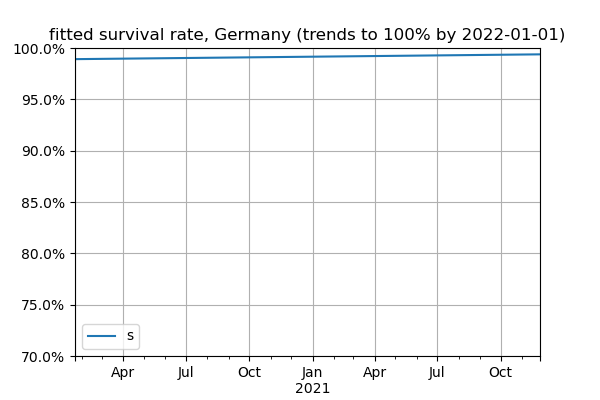 fitted survival rate, Germany (trends to 100% by 2022-01-01)
100.0%
95.0%
90.0%
85.0%
80.0%
75.0%
70.0%
s
Apr Jul Oct Jan Apr Jul Oct
2021